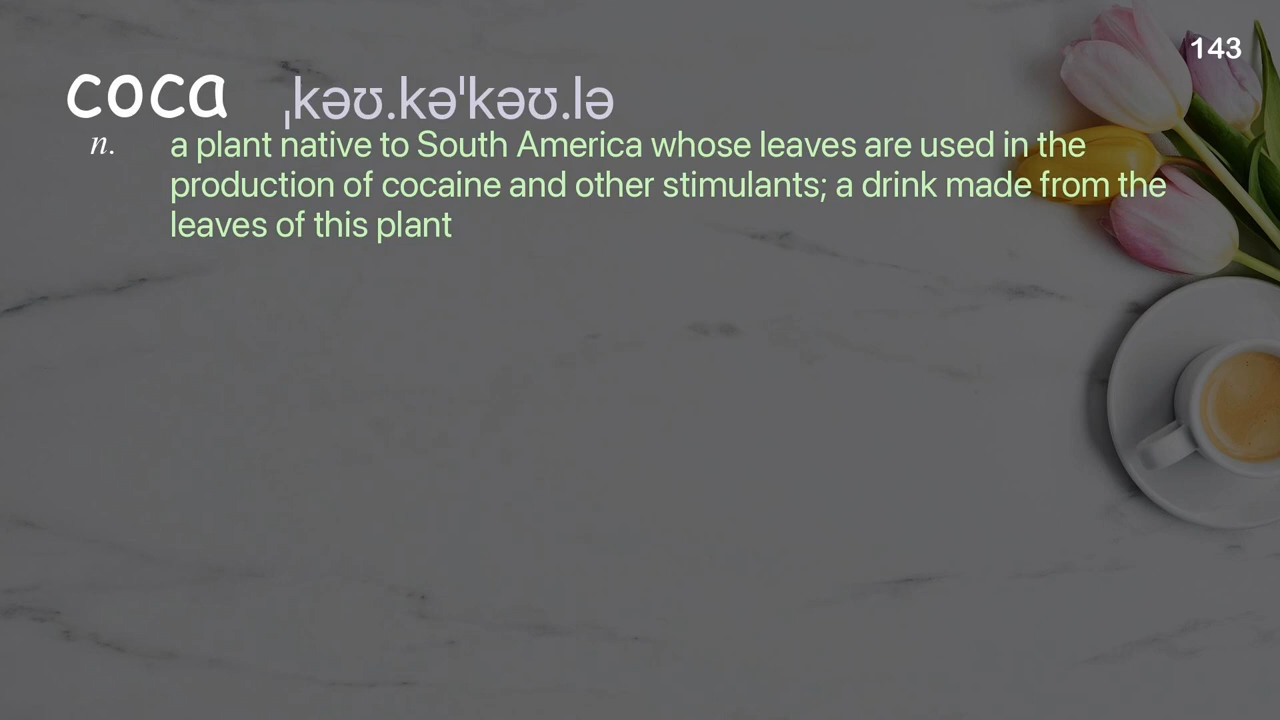 143
coca ˌkəʊ.kəˈkəʊ.lə
n. a plant native to South America whose leaves are used in the
production of cocaine and other stimulants; a drink made from the
leaves of this plant